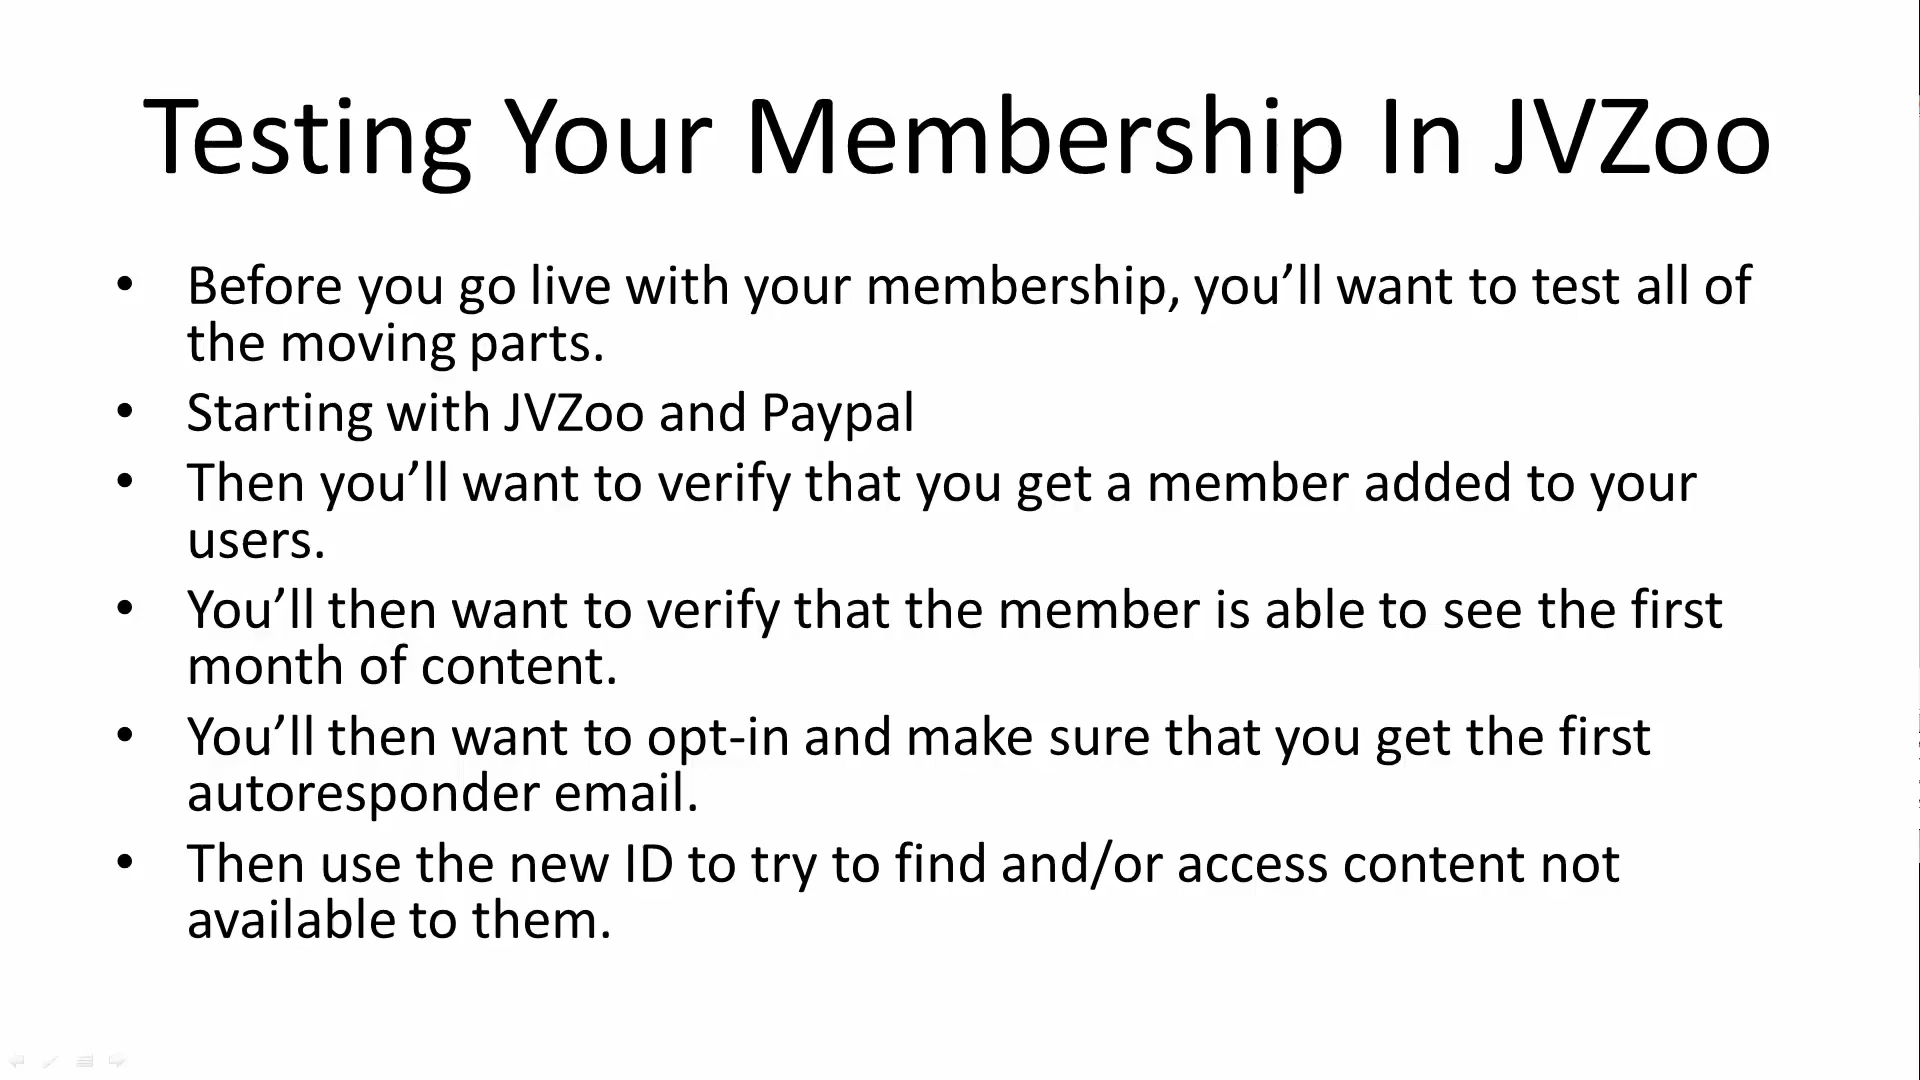 Testing Your Membership In JVZoo
• Before you go live with your membership, you’ll want to test all of
the moving parts.
• Starting with JVZoo and Paypal
• Then you’ll want to verify that you get a member added to your
users.
• You’ll then want to verify that the member is able to see the first
month of content.
• You’ll then want to opt-in and make sure that you get the first
autoresponder email.
• Then use the new ID to try to find and/or access content not
available to them.